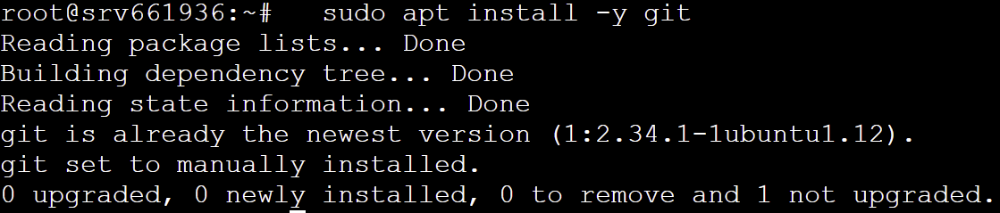 root@srv661936:~#   sudo apt install -y git
Reading package lists... Done
Building dependency tree... Done
Reading state information... Done
git is already the newest version (1:2.34.1-1ubuntu1.12).
git set to manually installed.
0 upgraded, 0 newly installed, 0 to remove and 1 not upgraded.